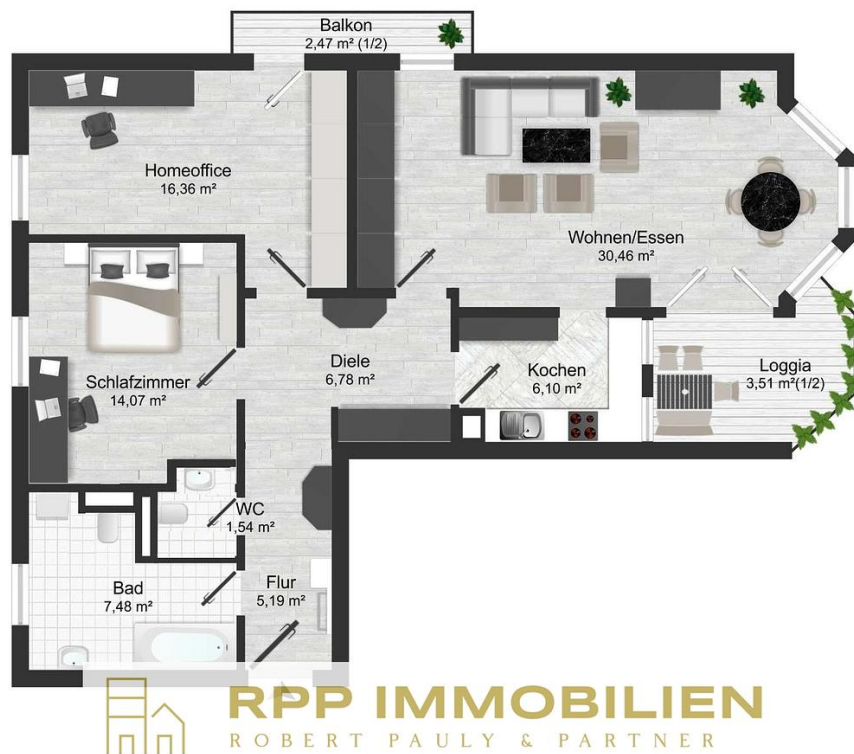 Balkon
2,47 m² (1/2)
Homeoffice
16,36 m²
Wohnen/Essen
30,46 m²
Schlafzimmer
14,07 m²
Diele
6,78 m²
Kochen
6,10 m²
Loggia
3,51 m²(1/2)
WC
1,54 m²
Bad
7,48 m²
Flur
5,19 m²
RPP IMMOBILIEN
ROBERT PAULY & PARTNER